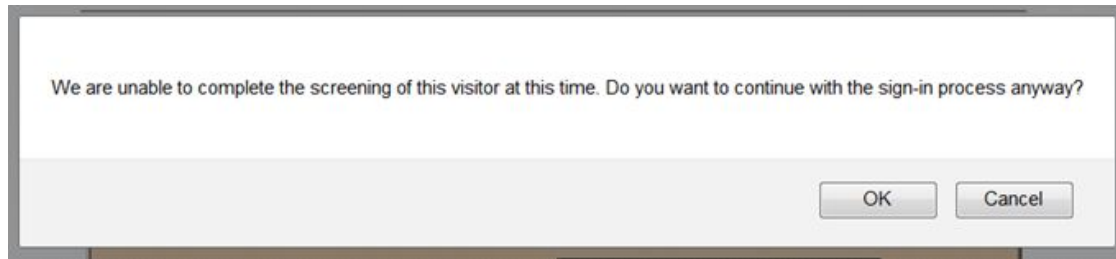 We are unable to complete the screening of this visitor at this time. Do you want to continue with the sign-in process anyway?
OK
Cancel